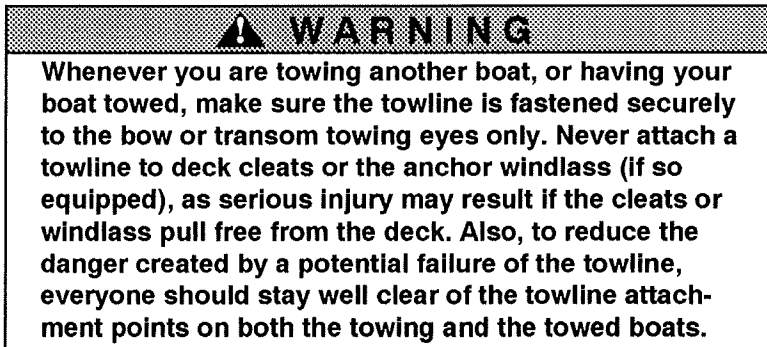 WARNING
Whenever you are towing another boat, or having your
boat towed, make sure the towline is fastened securely
to the bow or transom towing eyes only. Never attach a
towline to deck cleats or the anchor windlass (if so
equipped), as serious injury may result if the cleats or
windlass pull free from the deck. Also, to reduce the
danger created by a potential failure of the towline,
everyone should stay well clear of the towline attach-
ment points on both the towing and the towed boats.